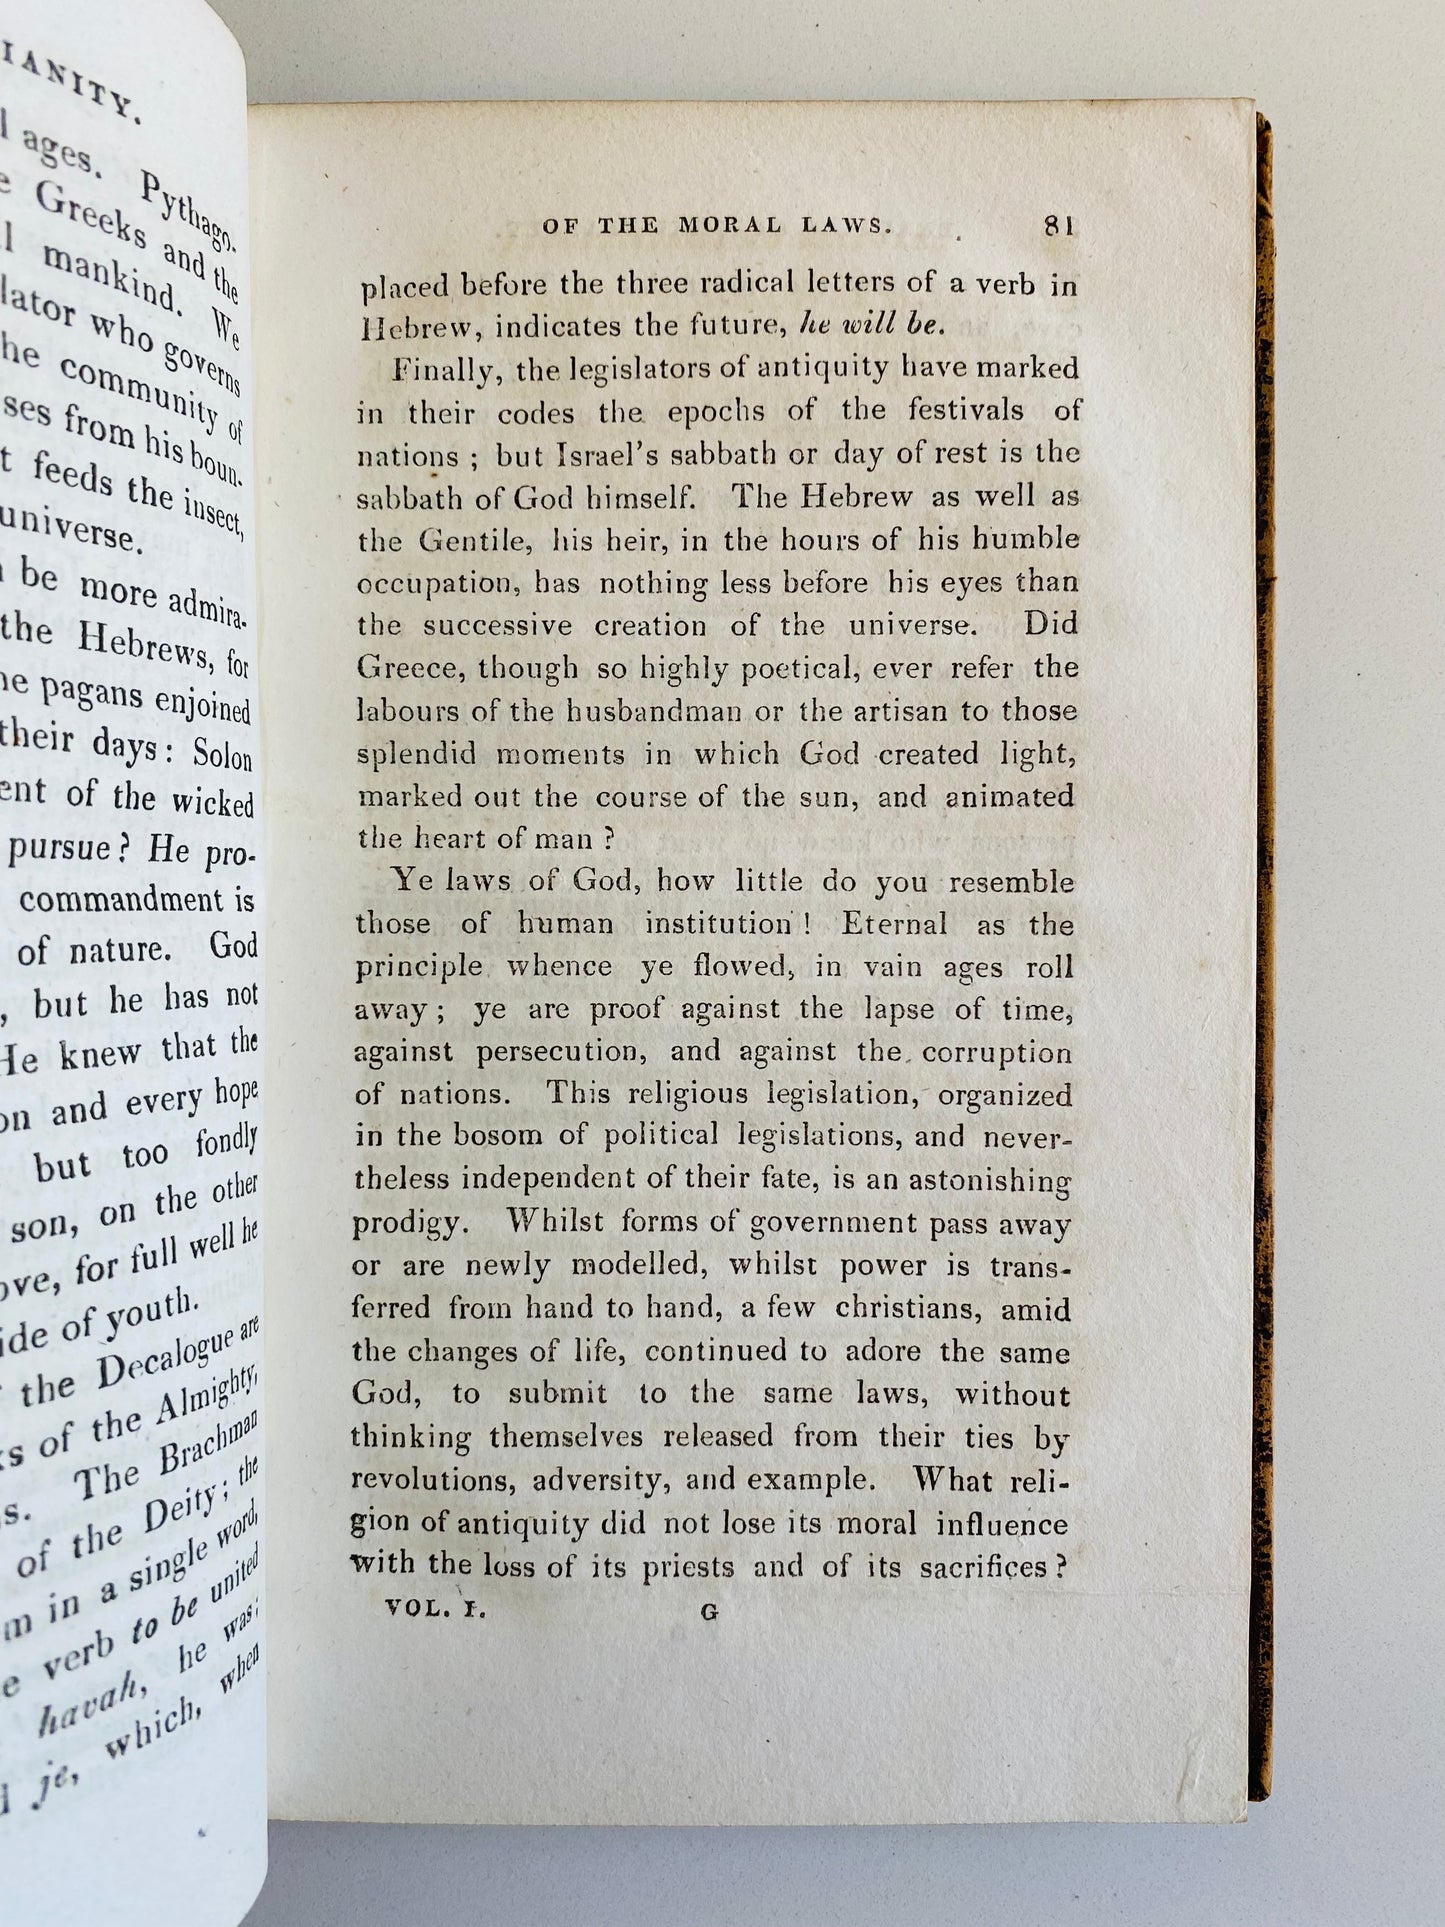 IANITY.
ages. Pythago-
Greeks and the
mankind. We
lator who governs
he community of
ses from his boun-
feeds the insect,
universe.
be more admira-
the Hebrews, for
pagans enjoined
their days: Solon
ent of the wicked
pursue? He pro-
commandment is
of nature. God
, but he has not
He knew that the
on and every hope
but too fondly
son, on the other
ove, for full well he
ide of youth.
the Decalogue are
ks of the Almighty,
s. The Brachman
of the Deity; the
m in a single word,
verb to be united
havah, he was;
je, which, when
OF THE MORAL LAWS. 81
placed before the three radical letters of a verb in
Hebrew, indicates the future, he will be.
Finally, the legislators of antiquity have marked
in their codes the epochs of the festivals of
nations ; but Israel's sabbath or day of rest is the
sabbath of God himself. The Hebrew as well as
the Gentile, his heir, in the hours of his humble
occupation, has nothing less before his eyes than
the successive creation of the universe. Did
Greece, though so highly poetical, ever refer the
labours of the husbandman or the artisan to those
splendid moments in which God created light,
marked out the course of the sun, and animated
the heart of man ?
Ye laws of God, how little do you resemble
those of human institution ! Eternal as the
principle whence ye flowed, in vain ages roll
away ; ye are proof against the lapse of time,
against persecution, and against the corruption
of nations. This religious legislation, organized
in the bosom of political legislations, and never-
theless independent of their fate, is an astonishing
prodigy. Whilst forms of government pass away
or are newly modelled, whilst power is trans-
ferred from hand to hand, a few christians, amid
the changes of life, continued to adore the same
God, to submit to the same laws, without
thinking themselves released from their ties by
revolutions, adversity, and example. What reli-
gion of antiquity did not lose its moral influence
with the loss of its priests and of its sacrifices ?
VOL. I. G